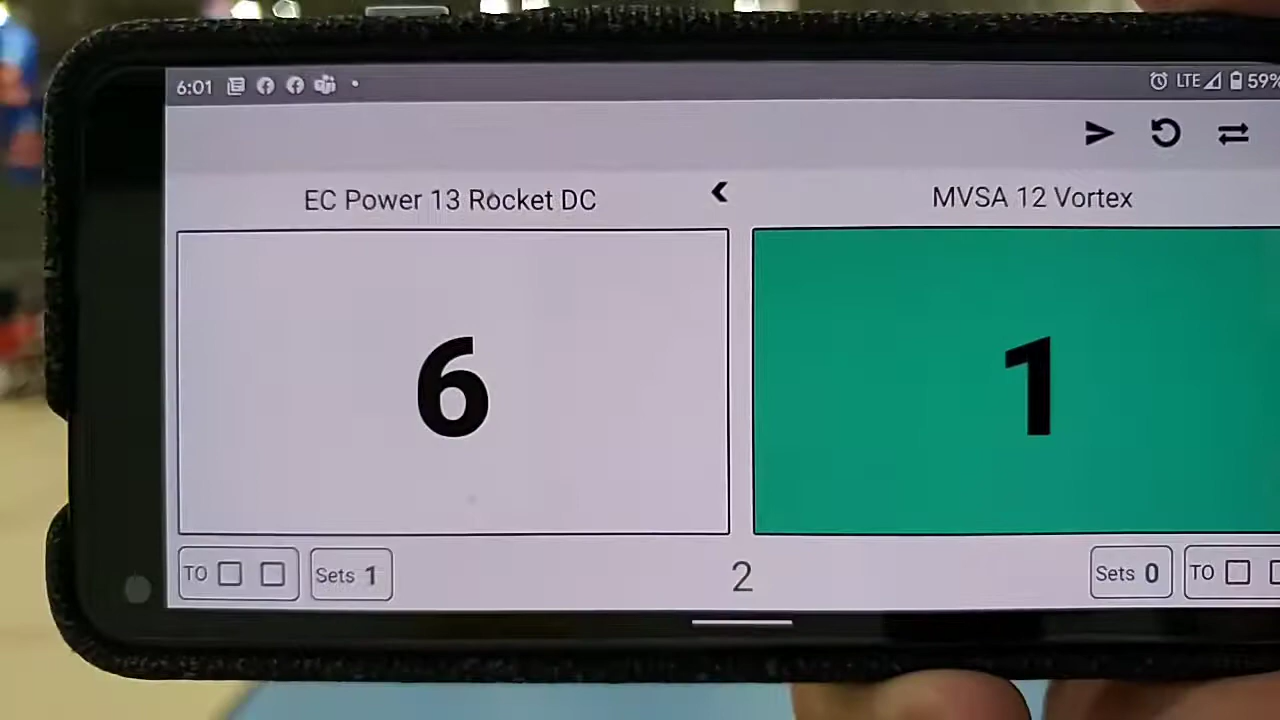 6:01 LTE 59%
EC Power 13 Rocket DC MVSA 12 Vortex
6 1
TO Sets 1 2 Sets 0 TO